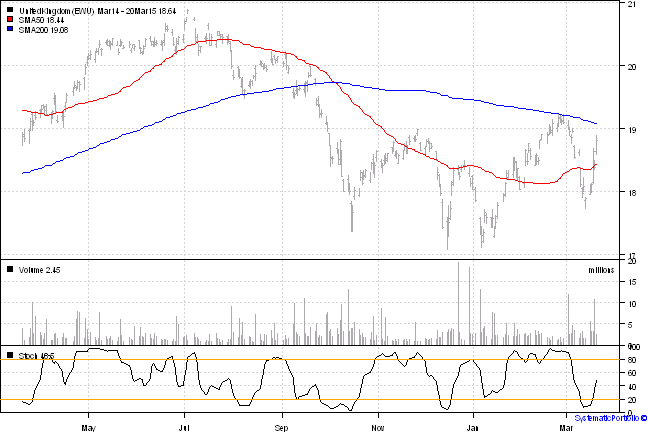 UnitedKingdom (EWU) Mar14 - 20Mar15 18.64
SMA50 18.44
SMA200 19.08
21
20
19
18
17
Volume 2.45
millions
20
15
10
5
Stoch 48.5
80
60
40
20
0
May
Jul
Sep
Nov
Jan
Mar
SystematicPortfolio ©